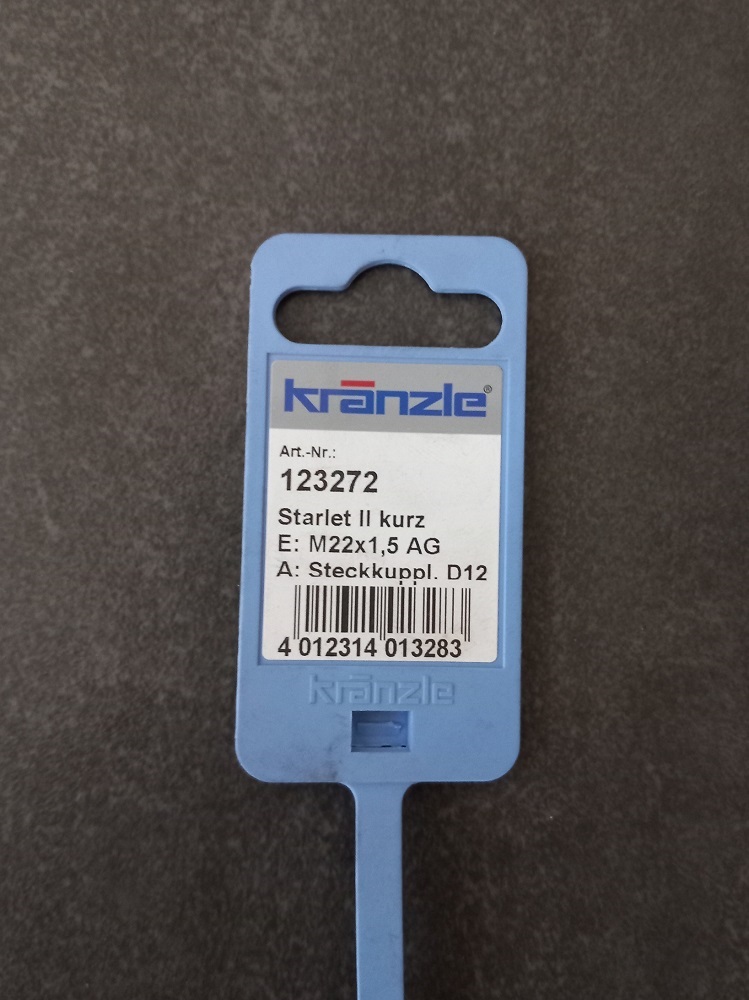 kränzle®
Art.-Nr.:
123272
Starlet II kurz
E: M22x1,5 AG
A: Steckkuppl. D12
4 012314 013283
kränzle